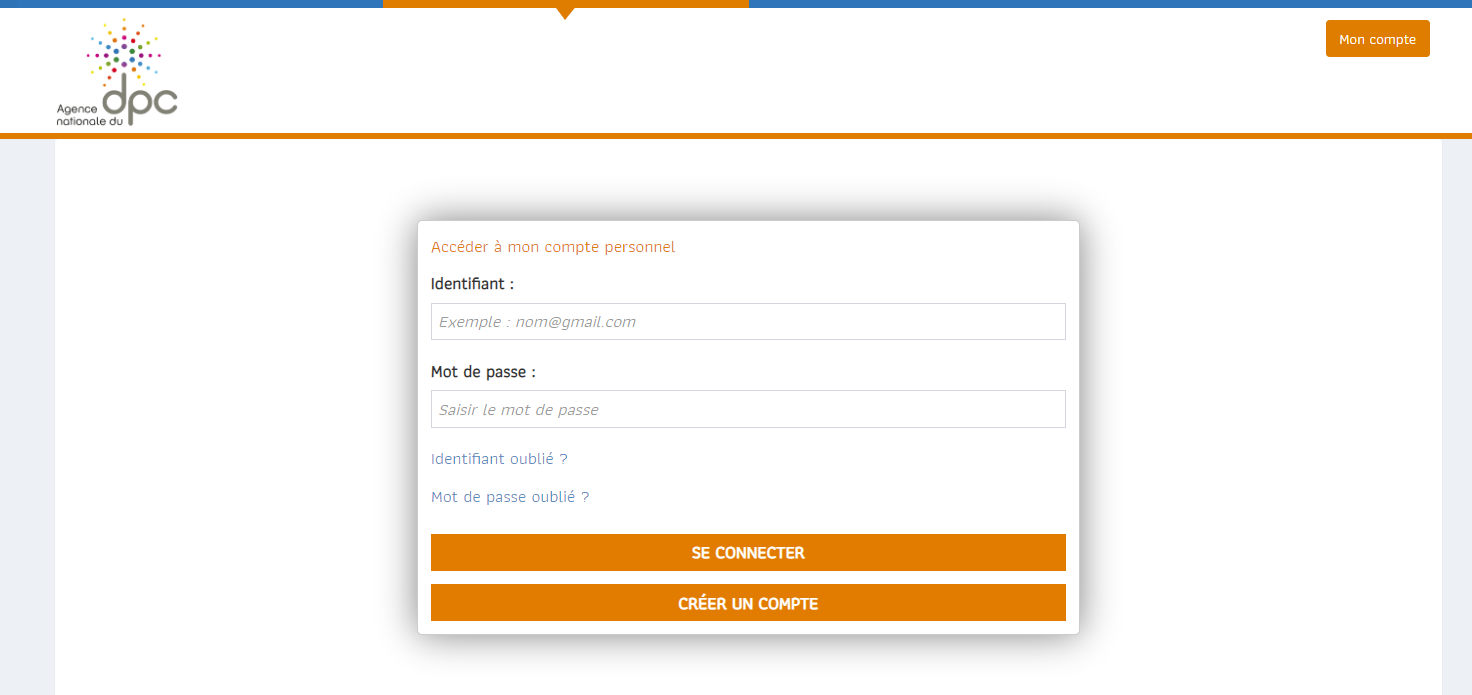 Agence
nationale du
dpc
Mon compte
Accéder à mon compte personnel
Identifiant :
Exemple : nom@gmail.com
Mot de passe :
Saisir le mot de passe
Identifiant oublié ?
Mot de passe oublié ?
SE CONNECTER
CRÉER UN COMPTE